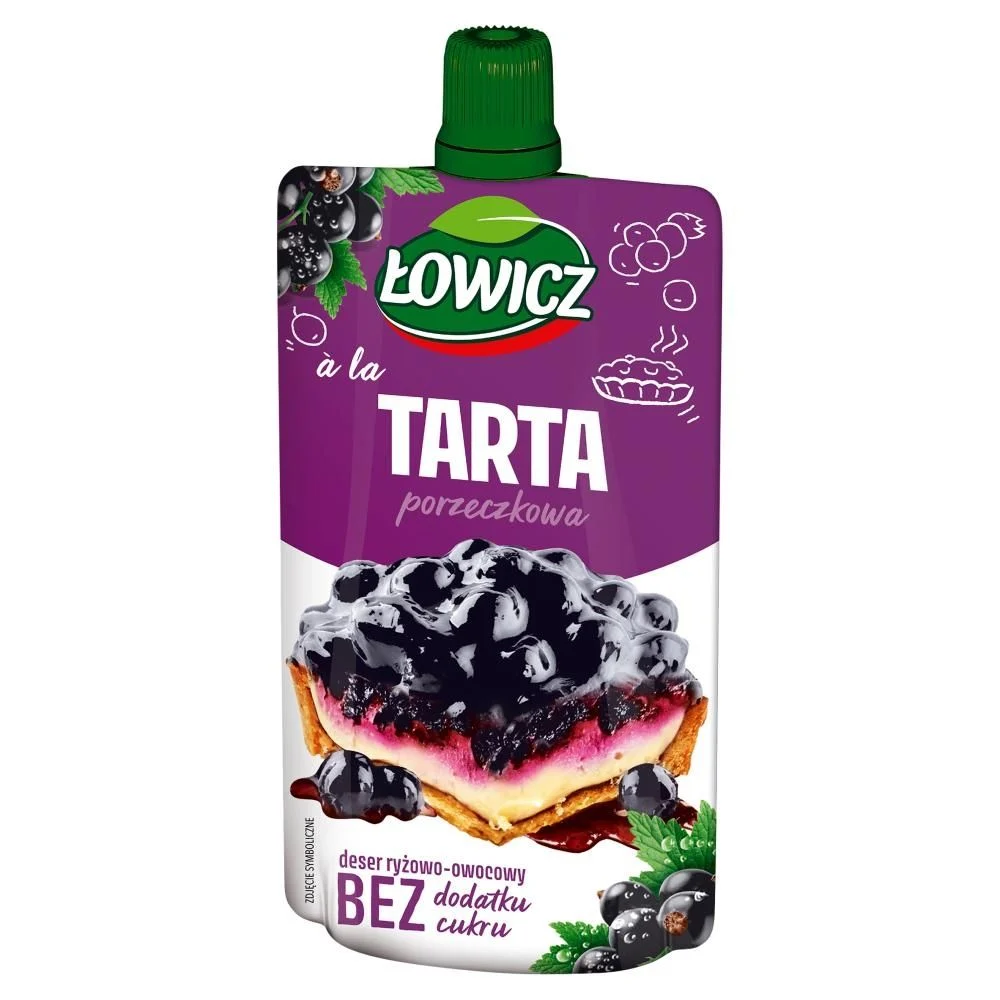 ŁOWICZ
à la
TARTA
porzeczkowa
ZDJĘCIE SYMBOLICZNE
deser ryżowo-owocowy
BEZ dodatku
cukru